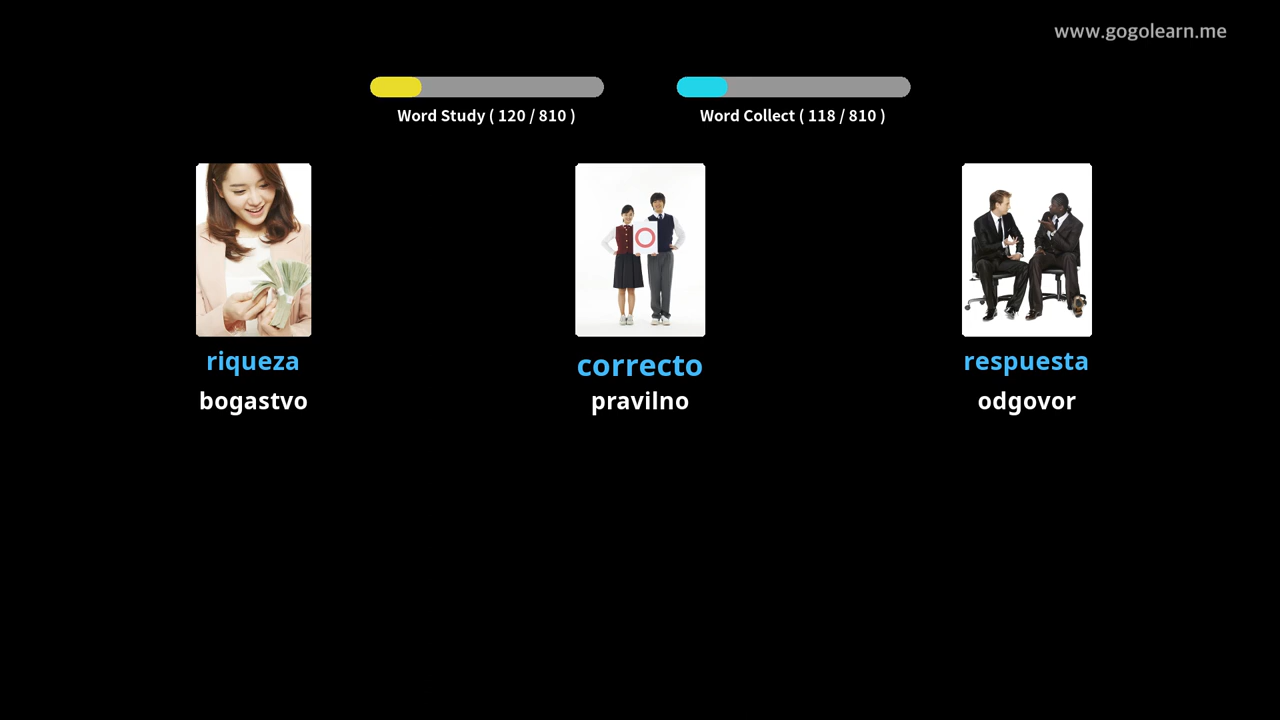 www.gogolearn.me
Word Study ( 120 / 810 )
Word Collect ( 118 / 810 )
riqueza
bogastvo
correcto
pravilno
respuesta
odgovor